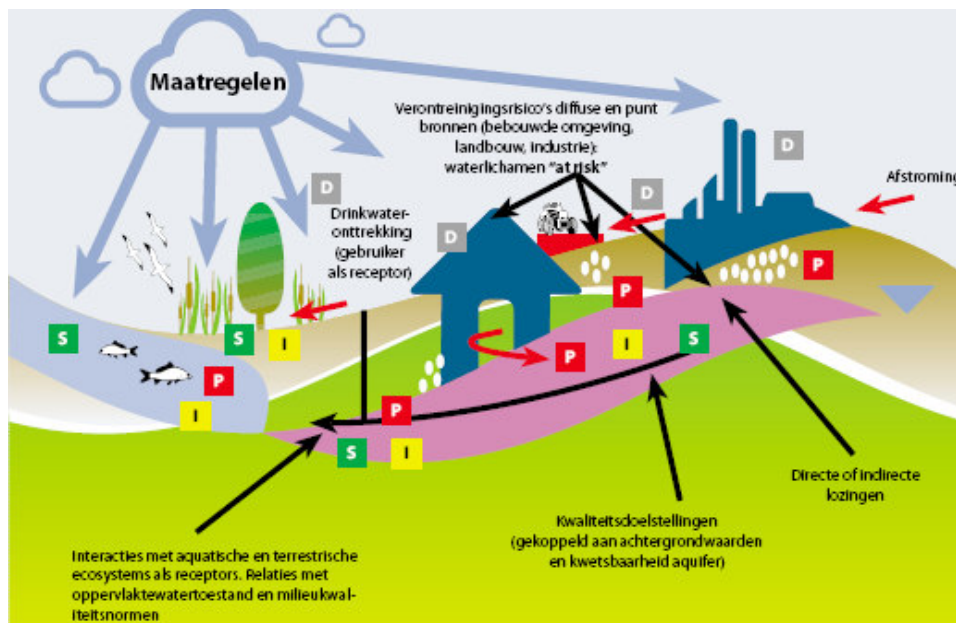 Maatregelen
Verontreinigingsrisico's diffuse en punt
bronnen (bebouwde omgeving,
landbouw, industrie):
waterlichamen "at risk"
D
D
Afstroming
D
D
Drinkwater-
onttrekking
(gebruiker
als receptor)
P
P
S
S
I
I
S
P
P
I
P
S
I
Directe of indirecte
lozingen
Kwaliteitsdoelstellingen
(gekoppeld aan achtergrondwaarden
en kwetsbaarheid aquifer)
Interacties met aquatische en terrestrische
ecosystems als receptors. Relaties met
oppervlaktewatertoestand en milieukwal-
iteitsnormen